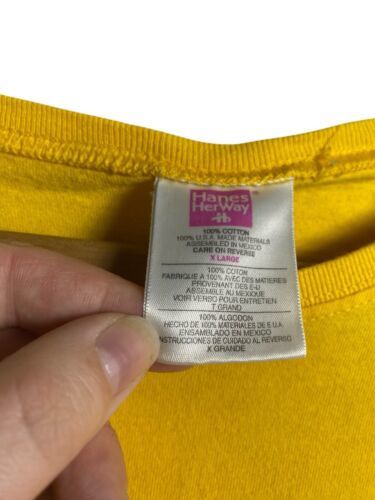 Hanes
HerWay
100% COTTON
100% U.S.A. MADE MATERIALS
ASSEMBLED IN MEXICO
CARE ON REVERSE
X LARGE
100% COTON
FABRIQUE A 100% AVEC DES MATIERES
PROVENANT DES E-U
ASSEMBLE AU MEXIQUE
VOIR VERSO POUR ENTRETIEN
T GRAND
100% ALGODON
HECHO DE 100% MATERIALES DE E.U.A.
ENSAMBLADO EN MEXICO
INSTRUCCIONES DE CUIDADO AL REVERSO
X GRANDE